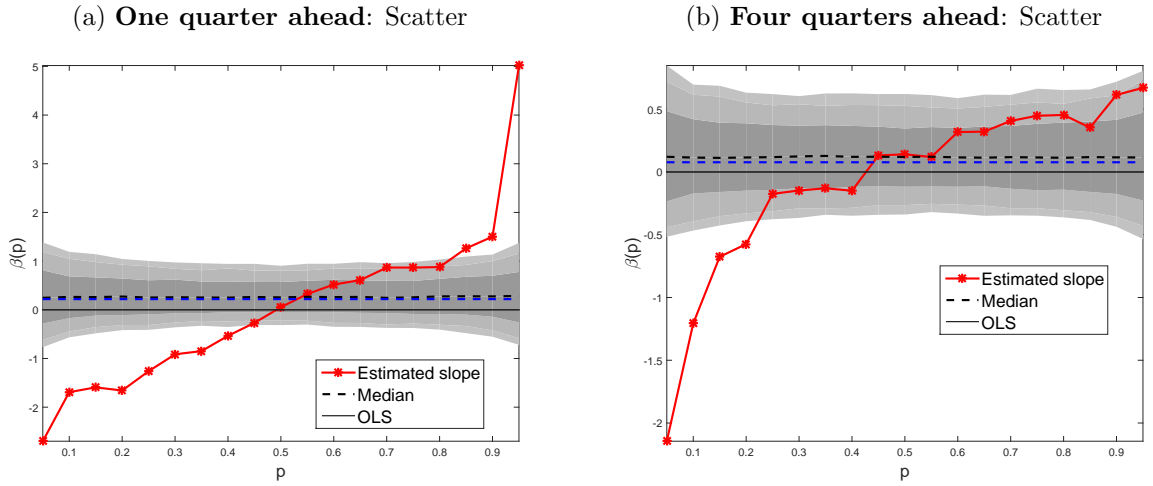 (a) One quarter ahead: Scatter
5
4
3
2
1
0
-1
-2
β(p)
0.1 0.2 0.3 0.4 0.5 0.6 0.7 0.8 0.9
p
Estimated slope
Median
OLS
(b) Four quarters ahead: Scatter
0.5
0
-0.5
-1
-1.5
-2
β(p)
0.1 0.2 0.3 0.4 0.5 0.6 0.7 0.8 0.9
p
Estimated slope
Median
OLS